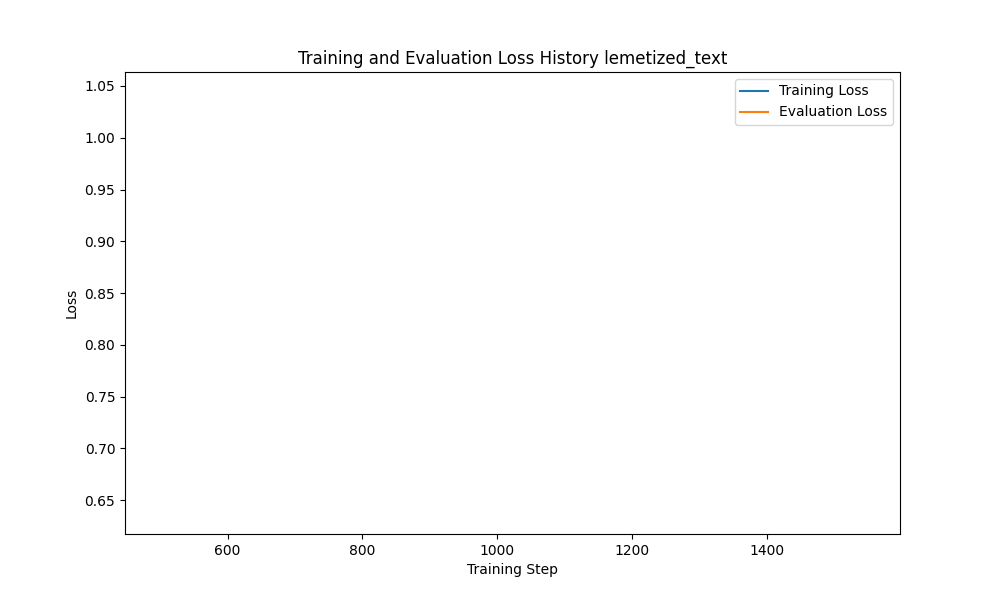 Training and Evaluation Loss History lemetized_text
Training Loss
Evaluation Loss
1.05
1.00
0.95
0.90
0.85
0.80
0.75
0.70
0.65
Loss
600 800 1000 1200 1400
Training Step